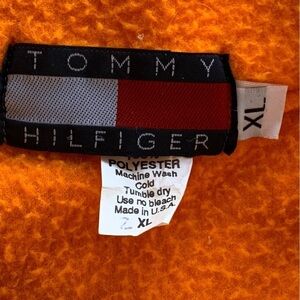 TOMMY
HILFIGER
XL
POLYESTER
Machine Wash
Cold
Tumble dry
Use no bleach
Made in U.S.A.
XL